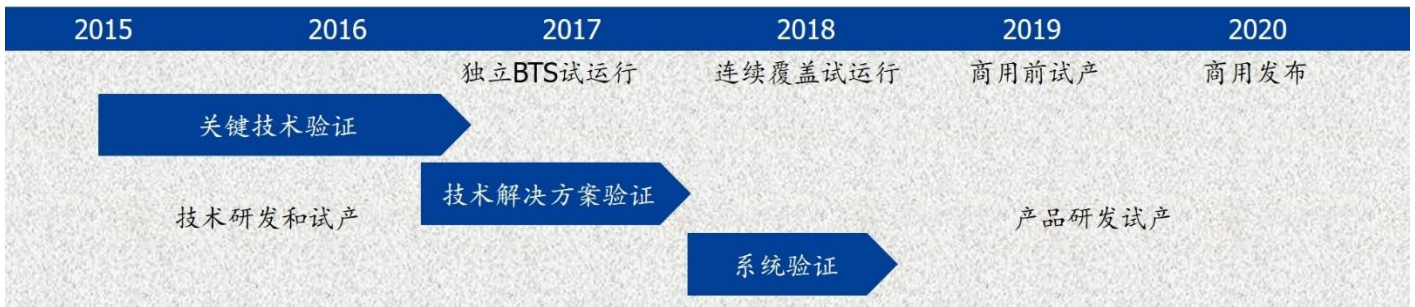 2015 2016 2017 2018 2019 2020
独立BTS试运行 连续覆盖试运行 商用前试产 商用发布
关键技术验证
技术解决方案验证
技术研发和试产 产品研发试产
系统验证